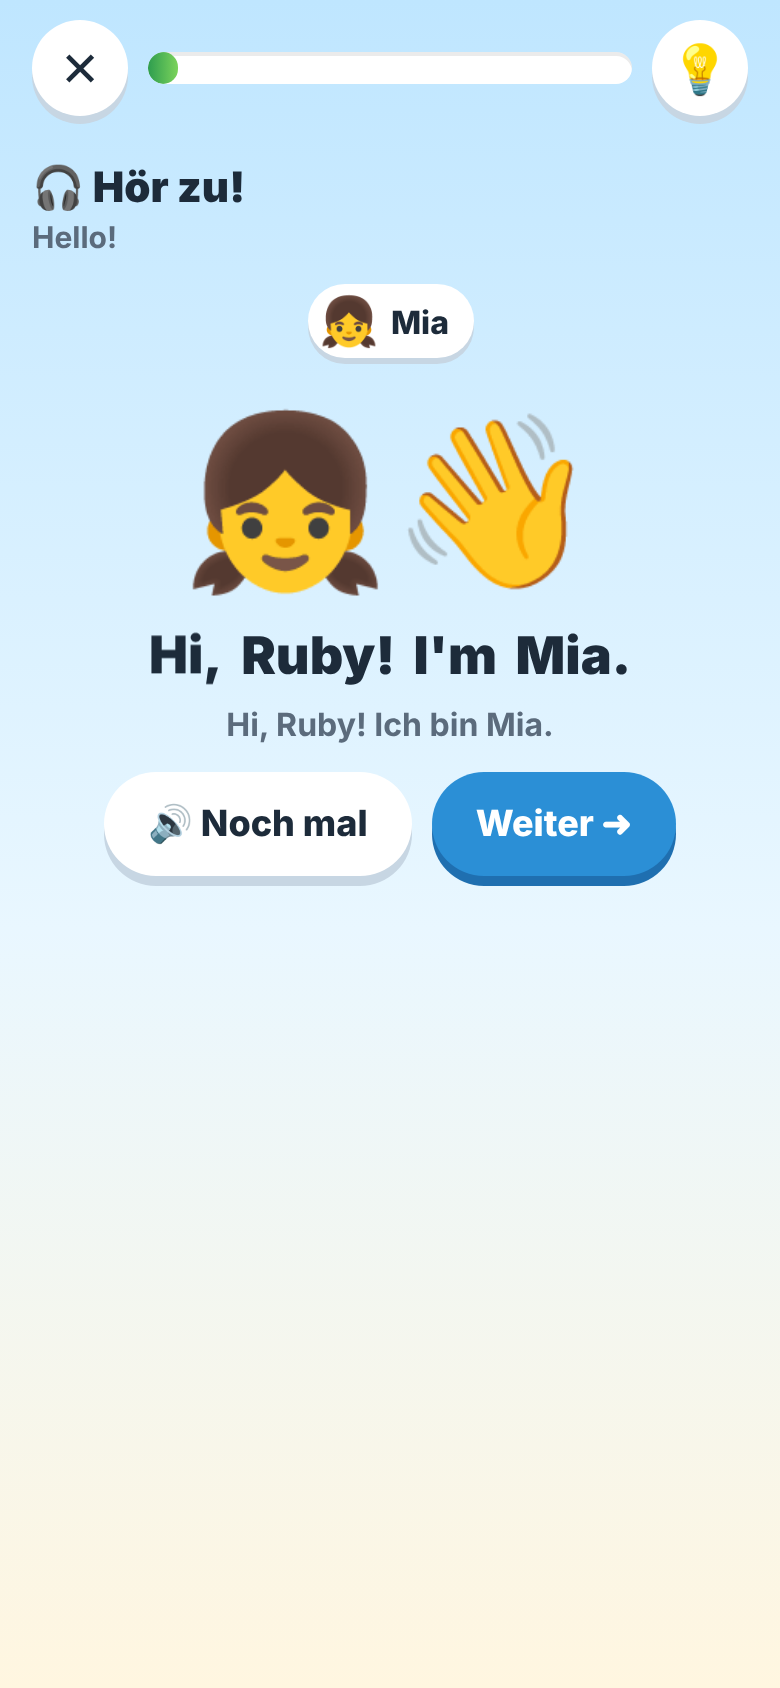 Hör zu!
Hello!
Mia
Hi, Ruby! I'm Mia.
Hi, Ruby! Ich bin Mia.
Noch mal
Weiter ➜